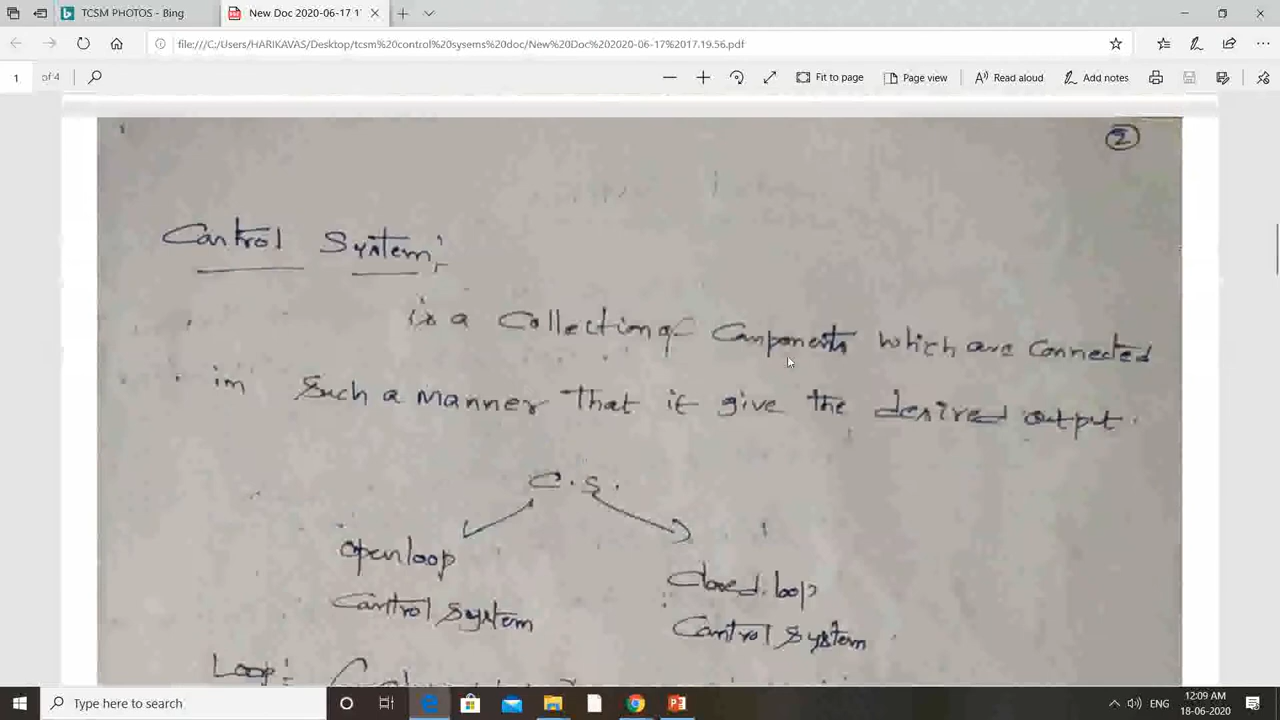 TCSM PHOTOS - Bing
New Doc 2020-06-17 1
file:///C:/Users/HARIKAVAS/Desktop/tcsm%20control%20sysems%20doc/New%20Doc%202020-06-17%2017.19.56.pdf
1 of 4
Fit to page
Page view
Read aloud
Add notes
2
Control System:
is a Collection of Components which are connected
in such a manner that it give the desired output.
C.S.
open loop
Control system
Closed loop
Control system
Loop:
Type here to search
ENG
12:09 AM
18-06-2020